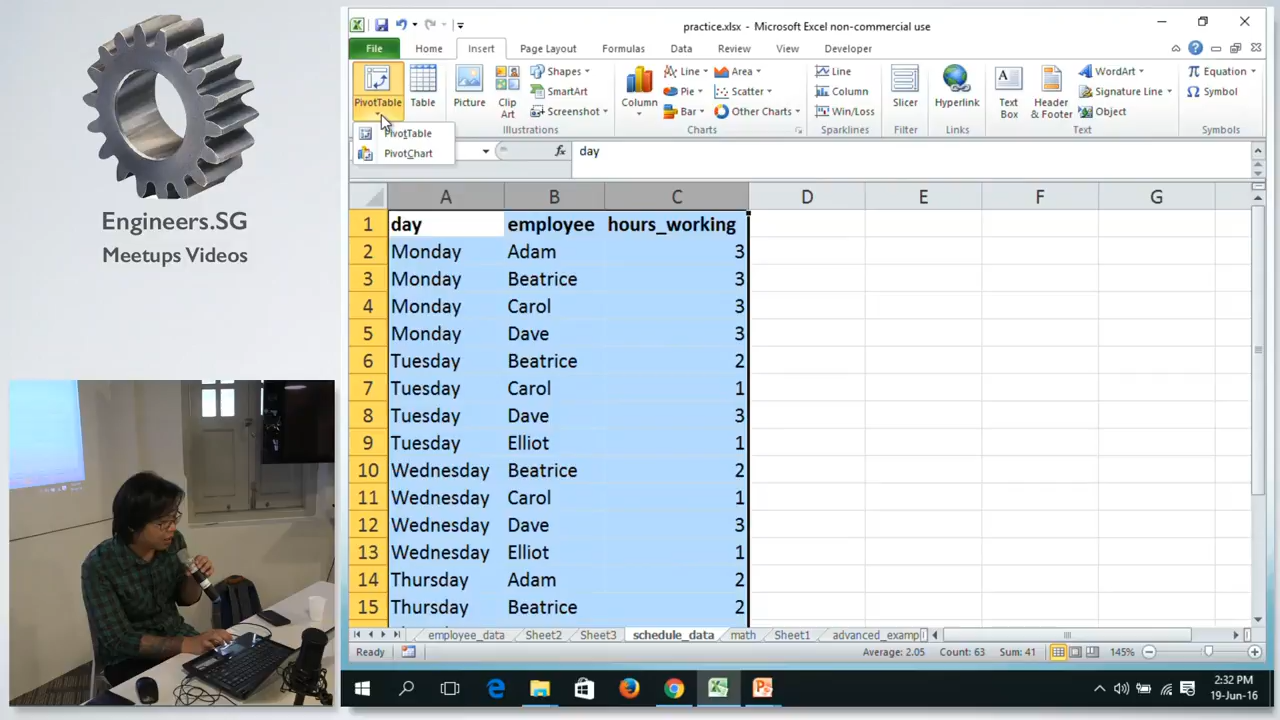 Engineers.SG
Meetups Videos
practice.xlsx - Microsoft Excel non-commercial use
File Home Insert Page Layout Formulas Data Review View Developer
PivotTable
Table
Picture
Clip Art
Shapes
SmartArt
Screenshot
Illustrations
Column
Line
Pie
Bar
Area
Scatter
Other Charts
Charts
Line
Column
Win/Loss
Sparklines
Slicer
Filter
Hyperlink
Links
Text Box
Header & Footer
WordArt
Signature Line
Object
Text
Equation
Symbol
Symbols
PivotTable
PivotChart
fx day
A B C D E F G
1 day employee hours_working
2 Monday Adam 3
3 Monday Beatrice 3
4 Monday Carol 3
5 Monday Dave 3
6 Tuesday Beatrice 2
7 Tuesday Carol 1
8 Tuesday Dave 3
9 Tuesday Elliot 1
10 Wednesday Beatrice 2
11 Wednesday Carol 1
12 Wednesday Dave 3
13 Wednesday Elliot 1
14 Thursday Adam 2
15 Thursday Beatrice 2
employee_data Sheet2 Sheet3 schedule_data math Sheet1 advanced_examp
Ready Average: 2.05 Count: 63 Sum: 41 145%
2:32 PM
19-Jun-16